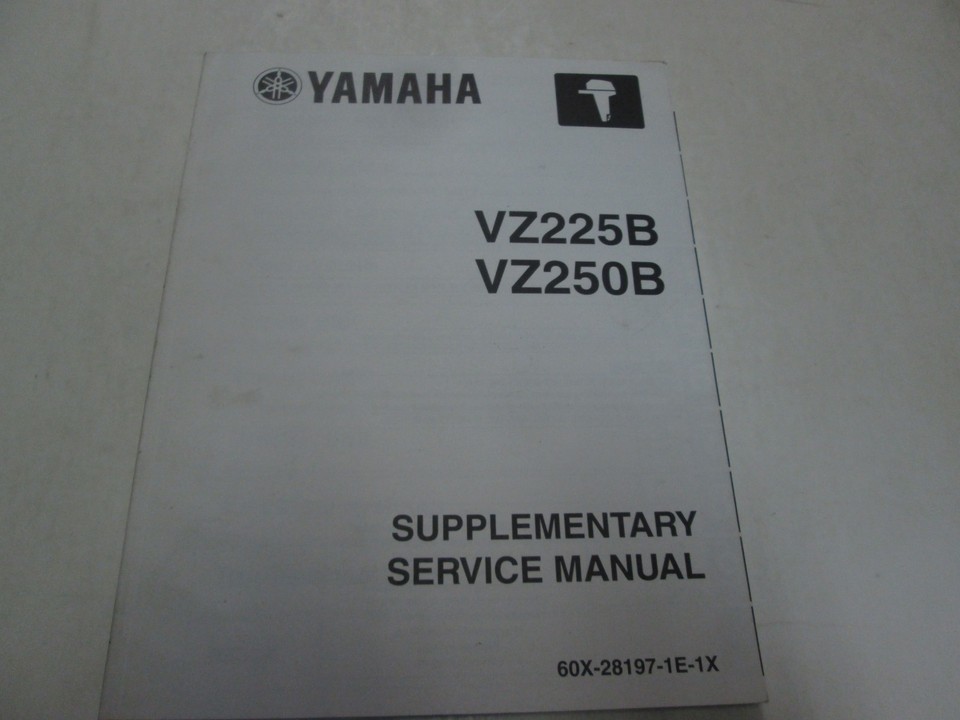 YAMAHA
VZ225B
VZ250B
SUPPLEMENTARY
SERVICE MANUAL
60X-28197-1E-1X